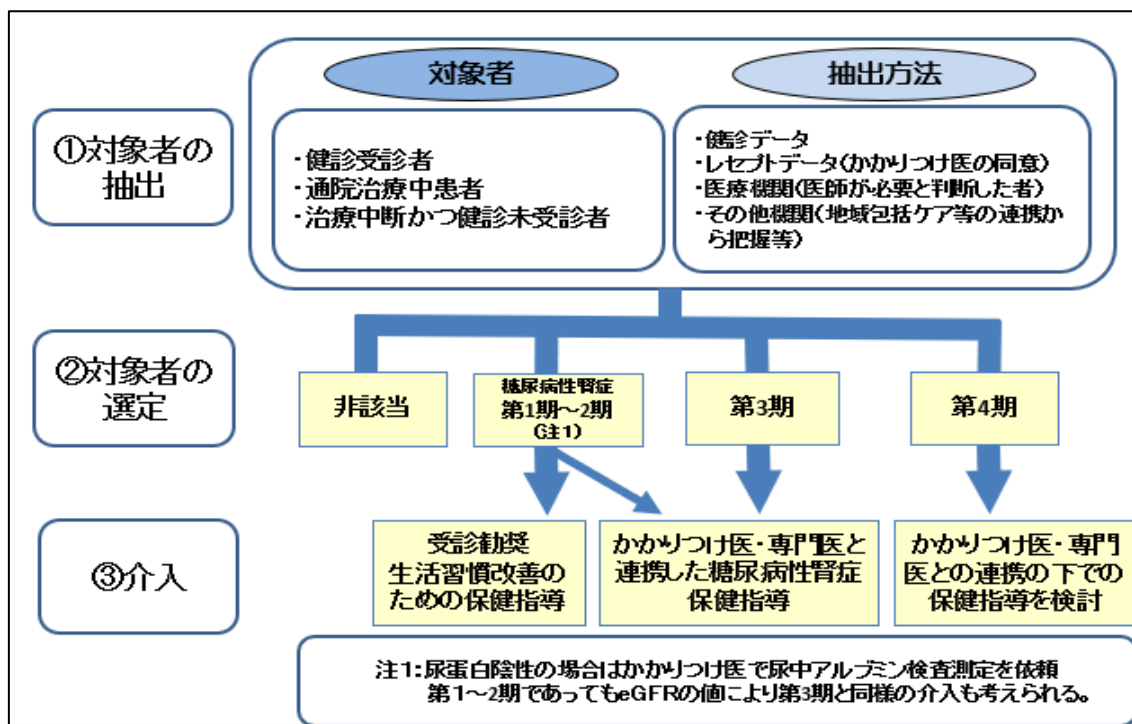 対象者
抽出方法
①対象者の
抽出
・健診受診者
・通院治療中患者
・治療中断かつ健診未受診者
・健診データ
・レセプトデータ(かかりつけ医の同意)
・医療機関(医師が必要と判断した者)
・その他機関(地域包括ケア等の連携か
ら把握等)
②対象者の
選定
非該当
糖尿病性腎症
第1期～2期
(注1)
第3期
第4期
③介入
受診勧奨
生活習慣改善の
ための保健指導
かかりつけ医・専門医と
連携した糖尿病性腎症
保健指導
かかりつけ医・専門
医との連携の下での
保健指導を検討
注1:尿蛋白陰性の場合はかかりつけ医で尿中アルブミン検査測定を依頼
第1～2期であってもeGFRの値により第3期と同様の介入も考えられる。